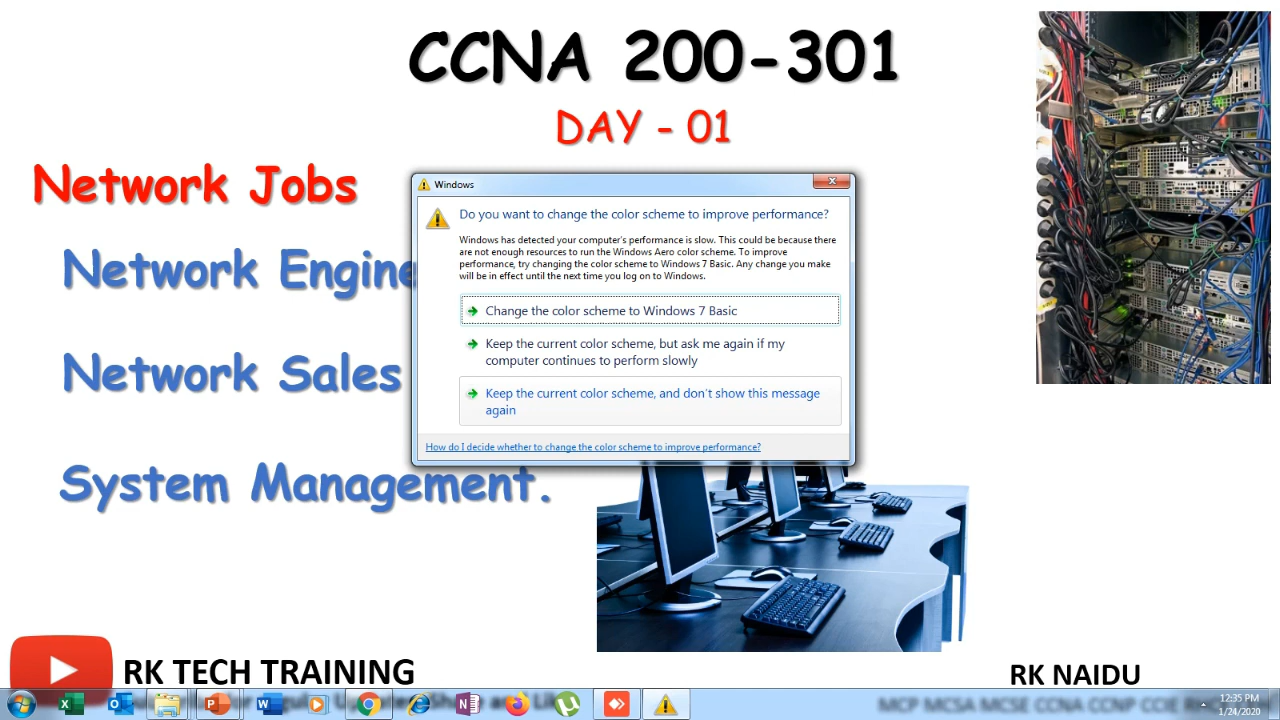 CCNA 200-301
DAY - 01
Network Jobs
Network Engine
Network Sales
System Management.
Windows
Do you want to change the color scheme to improve performance?
Windows has detected your computer's performance is slow. This could be because there
are not enough resources to run the Windows Aero color scheme. To improve
performance, try changing the color scheme to Windows 7 Basic. Any change you make
will be in effect until the next time you log on to Windows.
Change the color scheme to Windows 7 Basic
Keep the current color scheme, but ask me again if my
computer continues to perform slowly
Keep the current color scheme, and don't show this message
again
How do I decide whether to change the color scheme to improve performance?
RK TECH TRAINING
RK NAIDU
MCP MCSA MCSE CCNA CCNP CCIE
12:35 PM
1/24/2020